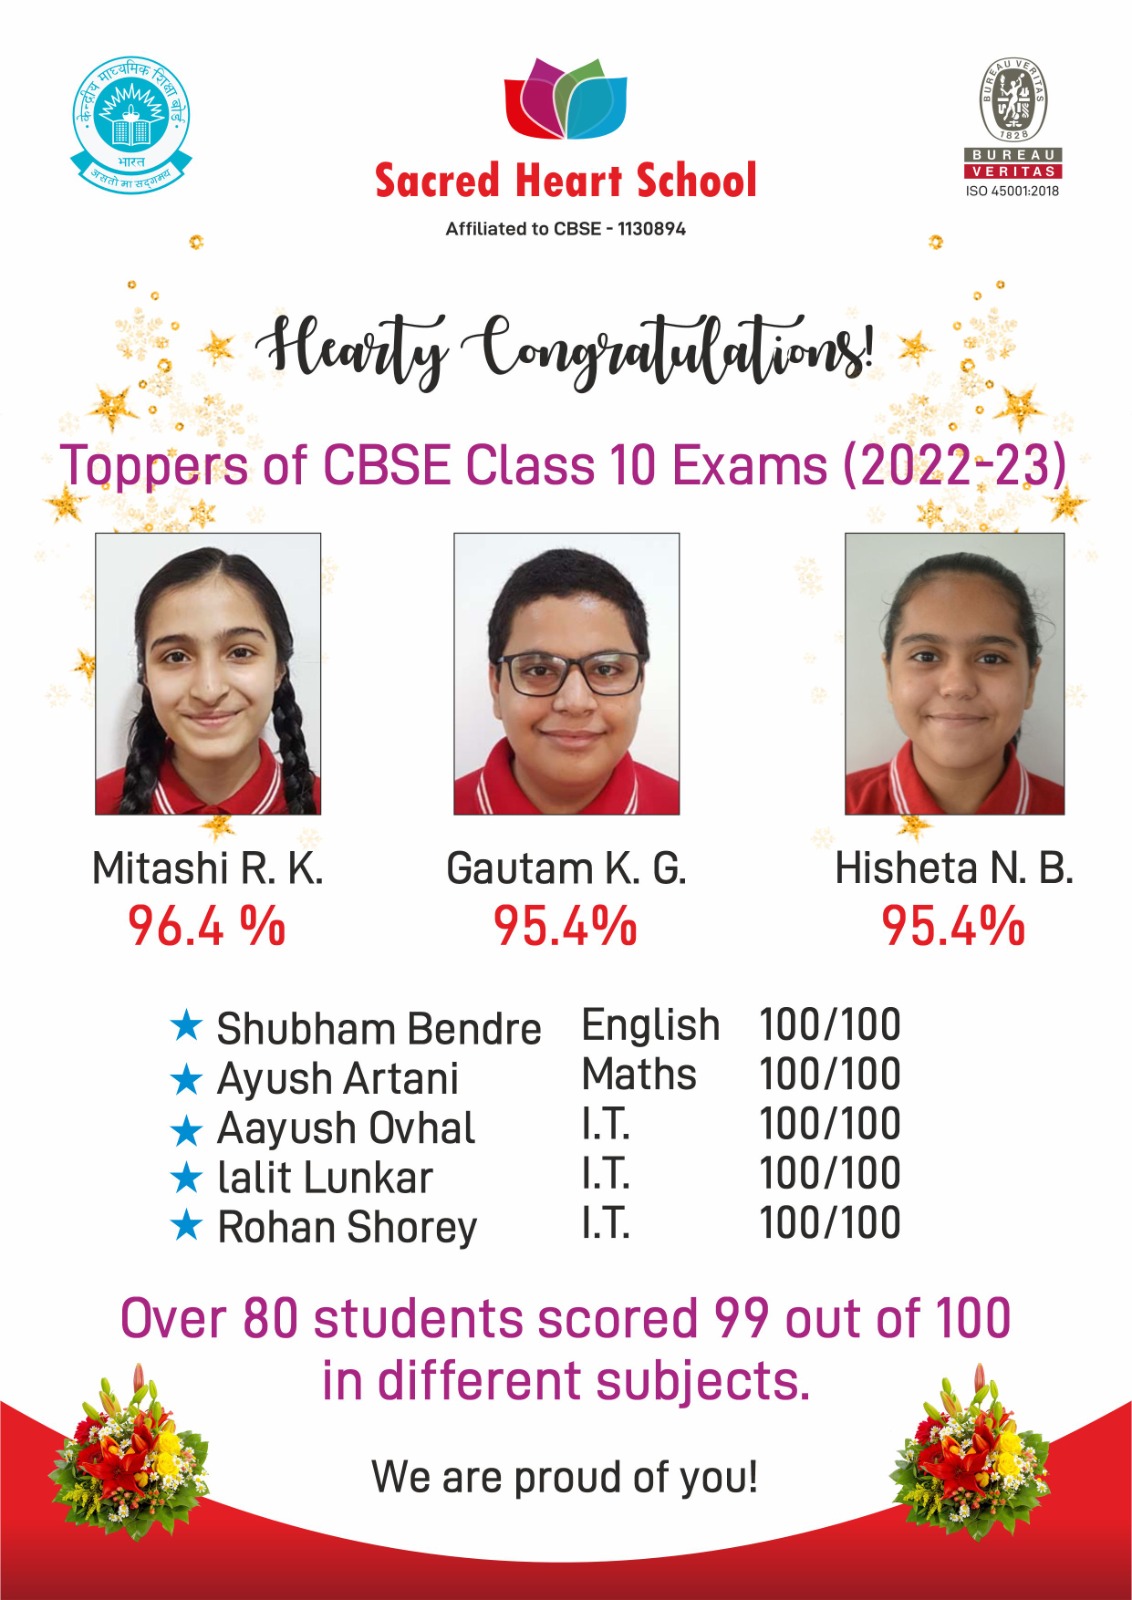 केन्द्रीय माध्यमिक शिक्षा बोर्ड
भारत
असतो मा सद्गमय
Sacred Heart School
Affiliated to CBSE - 1130894
BUREAU VERITAS
1828
BUREAU
VERITAS
ISO 45001:2018
Hearty Congratulations!
Toppers of CBSE Class 10 Exams (2022-23)
Mitashi R. K. Gautam K. G. Hisheta N. B.
96.4 % 95.4% 95.4%
Shubham Bendre English 100/100
Ayush Artani Maths 100/100
Aayush Ovhal I.T. 100/100
lalit Lunkar I.T. 100/100
Rohan Shorey I.T. 100/100
Over 80 students scored 99 out of 100
in different subjects.
We are proud of you!